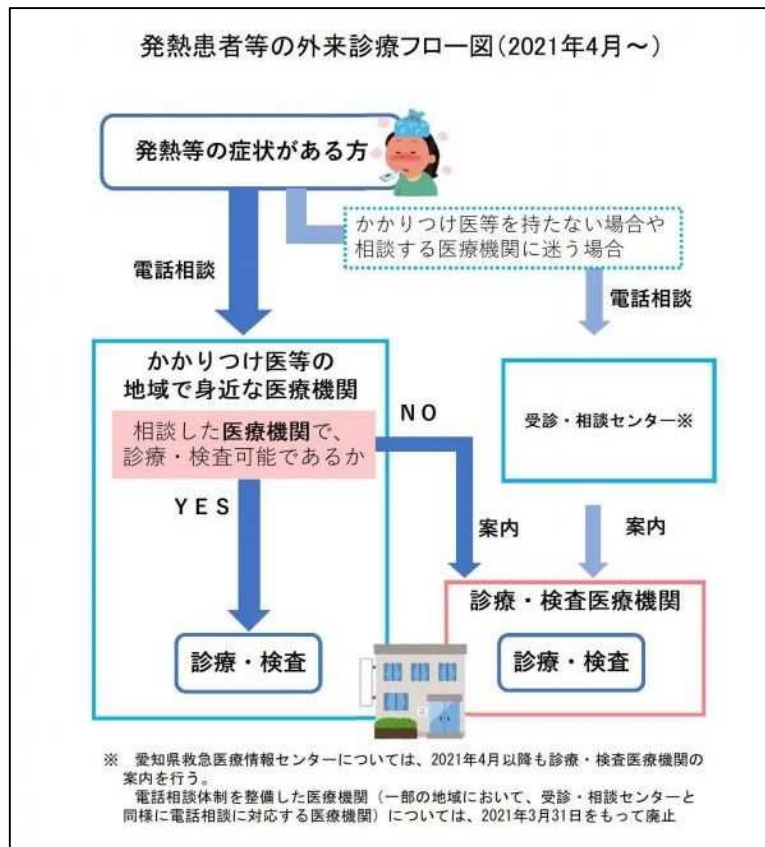 発熱患者等の外来診療フロー図(2021年4月～)
発熱等の症状がある方
かかりつけ医等を持たない場合や
相談する医療機関に迷う場合
電話相談
電話相談
かかりつけ医等の
地域で身近な医療機関
相談した医療機関で、
診療・検査可能であるか
NO
YES
受診・相談センター※
案内
案内
診療・検査医療機関
診療・検査
診療・検査
※ 愛知県救急医療情報センターについては、2021年4月以降も診療・検査医療機関の
案内を行う。
電話相談体制を整備した医療機関（一部の地域において、受診・相談センターと
同様に電話相談に対応する医療機関）については、2021年3月31日をもって廃止